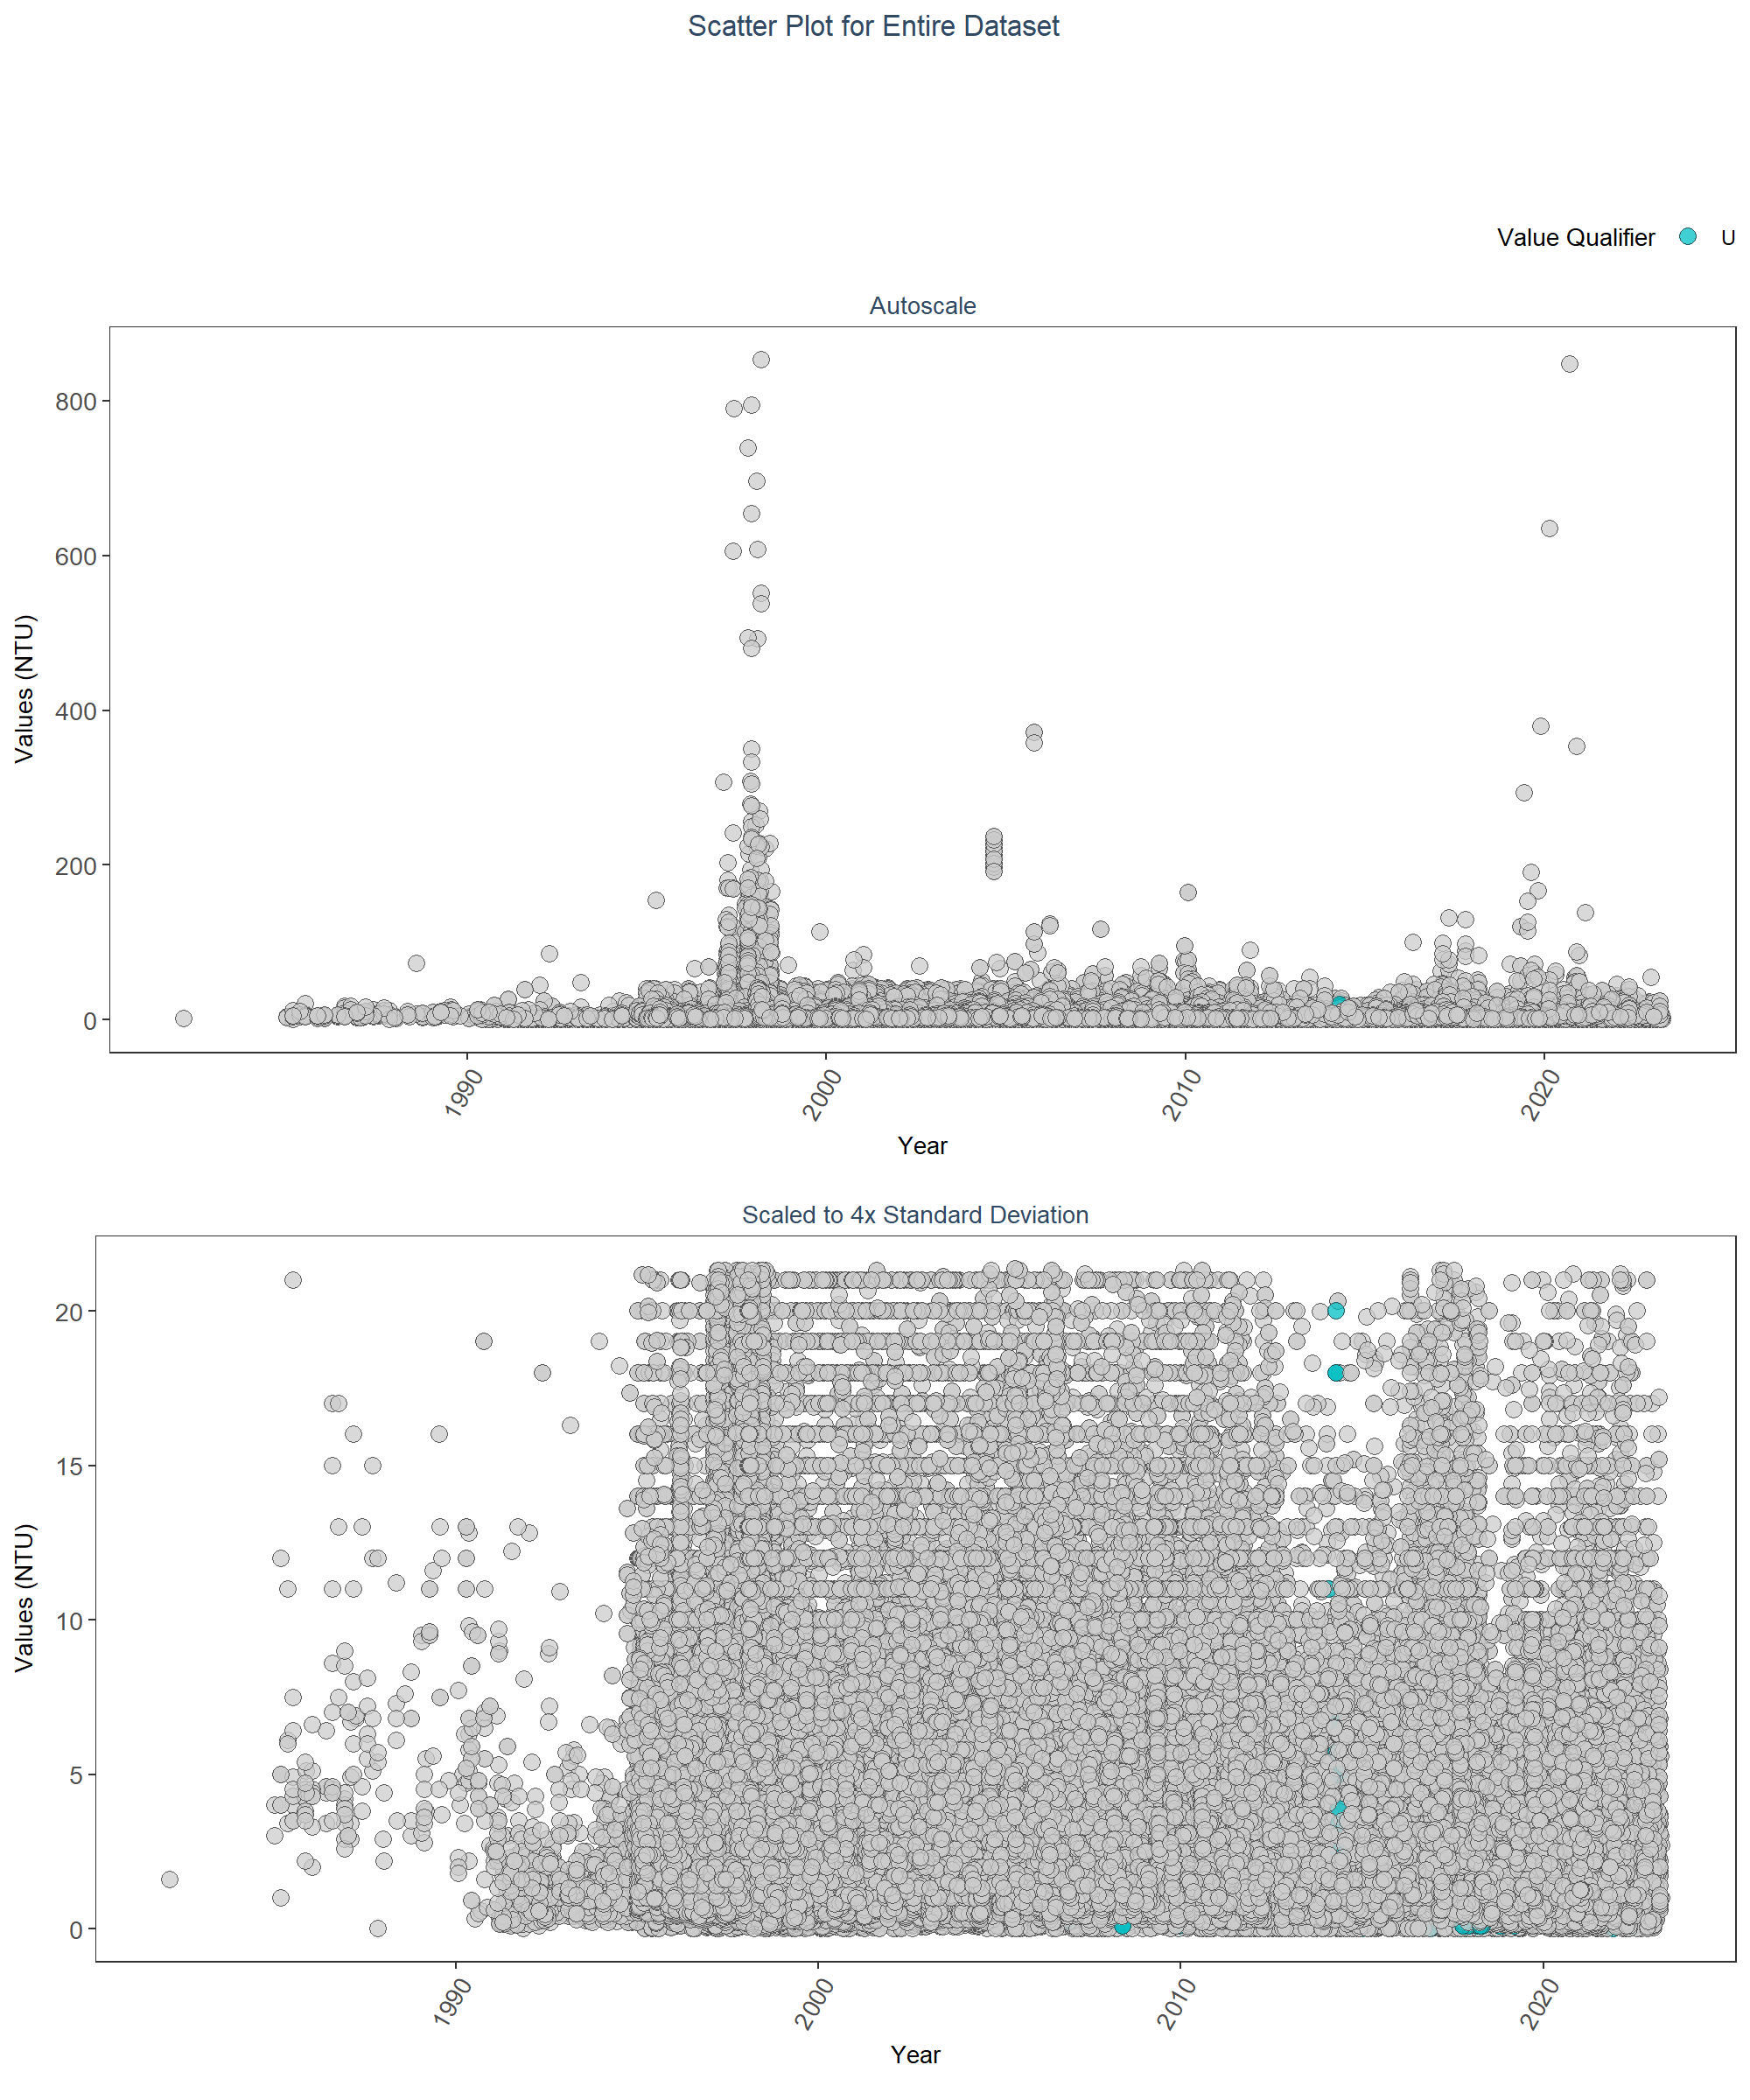 Scatter Plot for Entire Dataset
Value Qualifier U
Autoscale
800
600
400
200
0
Values (NTU)
1990 2000 2010 2020
Year
Scaled to 4x Standard Deviation
20
15
10
5
0
Values (NTU)
1990 2000 2010 2020
Year